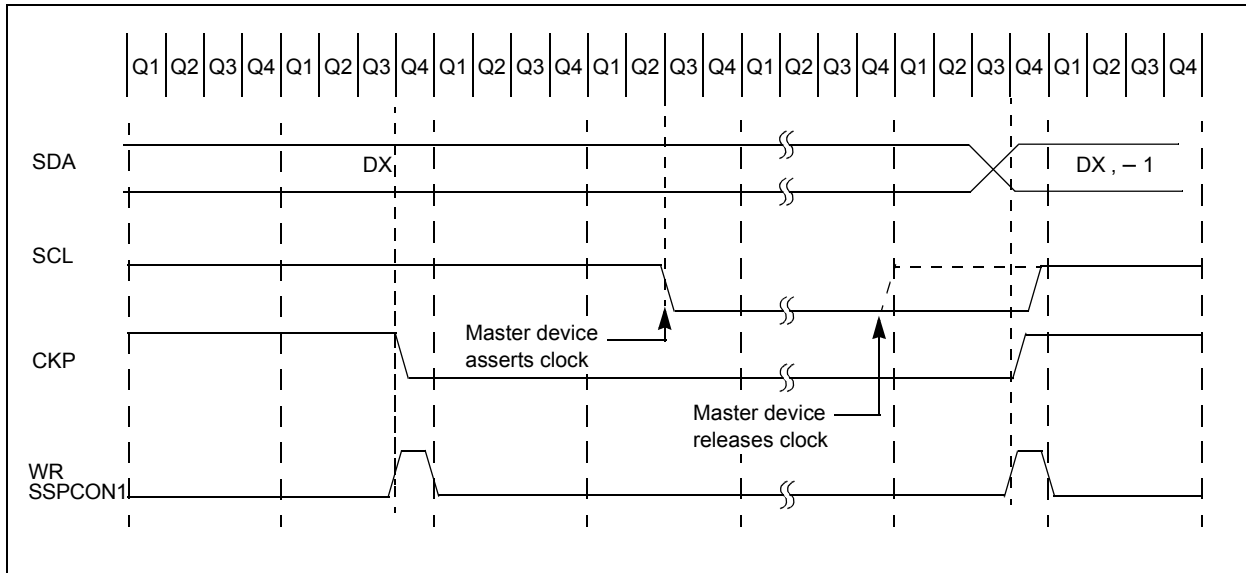 Q1 Q2 Q3 Q4 Q1 Q2 Q3 Q4 Q1 Q2 Q3 Q4 Q1 Q2 Q3 Q4 Q1 Q2 Q3 Q4 Q1 Q2 Q3 Q4 Q1 Q2 Q3 Q4
SDA
DX
DX , – 1
SCL
Master device
asserts clock
CKP
Master device
releases clock
WR
SSPCON1